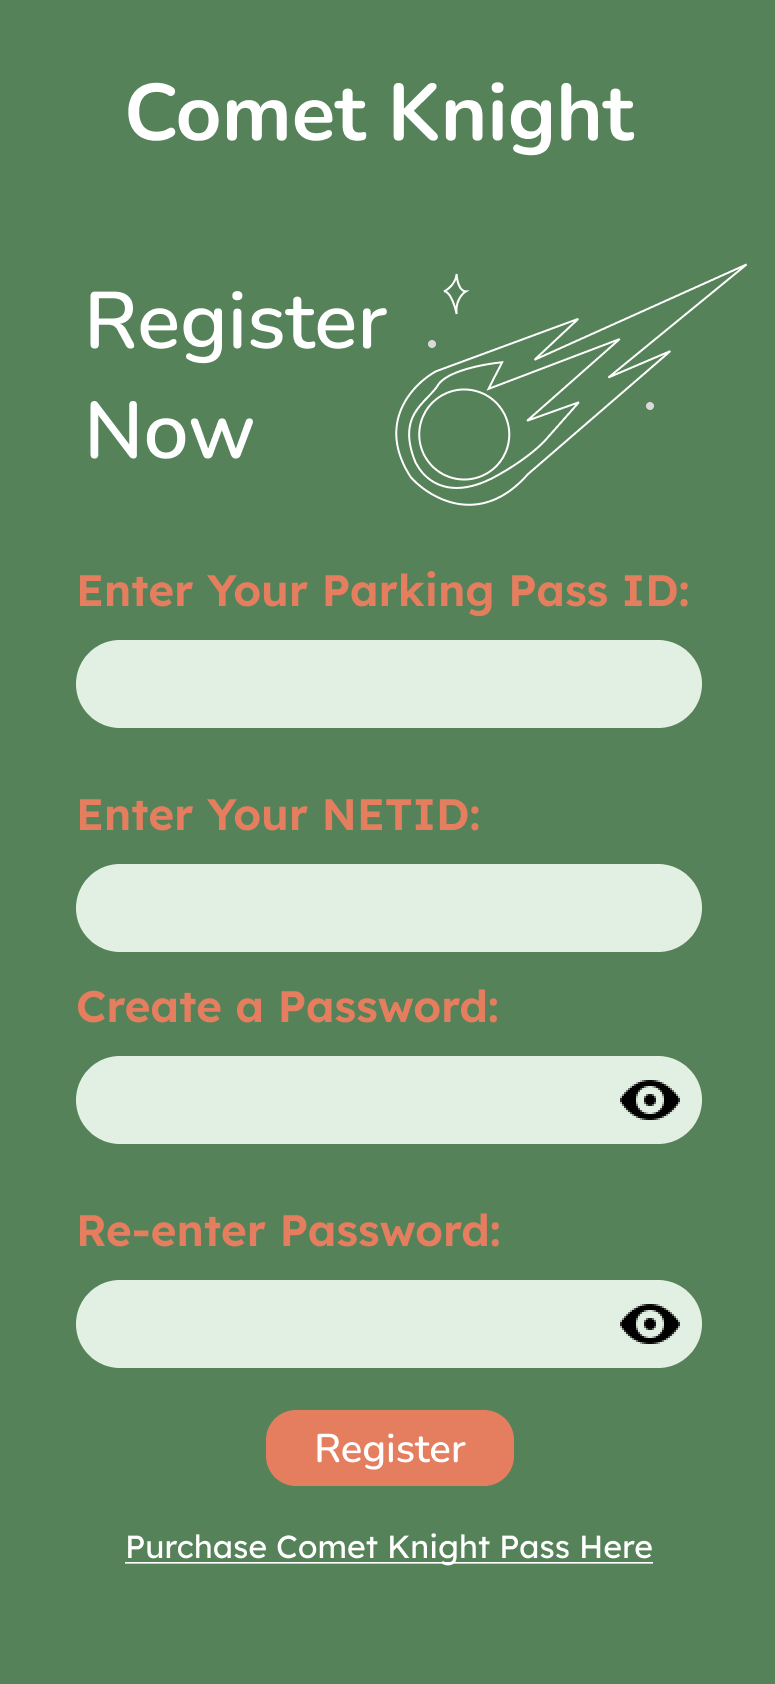 Comet Knight
Register
Now
Enter Your Parking Pass ID:
Enter Your NETID:
Create a Password:
Re-enter Password:
Register
Purchase Comet Knight Pass Here